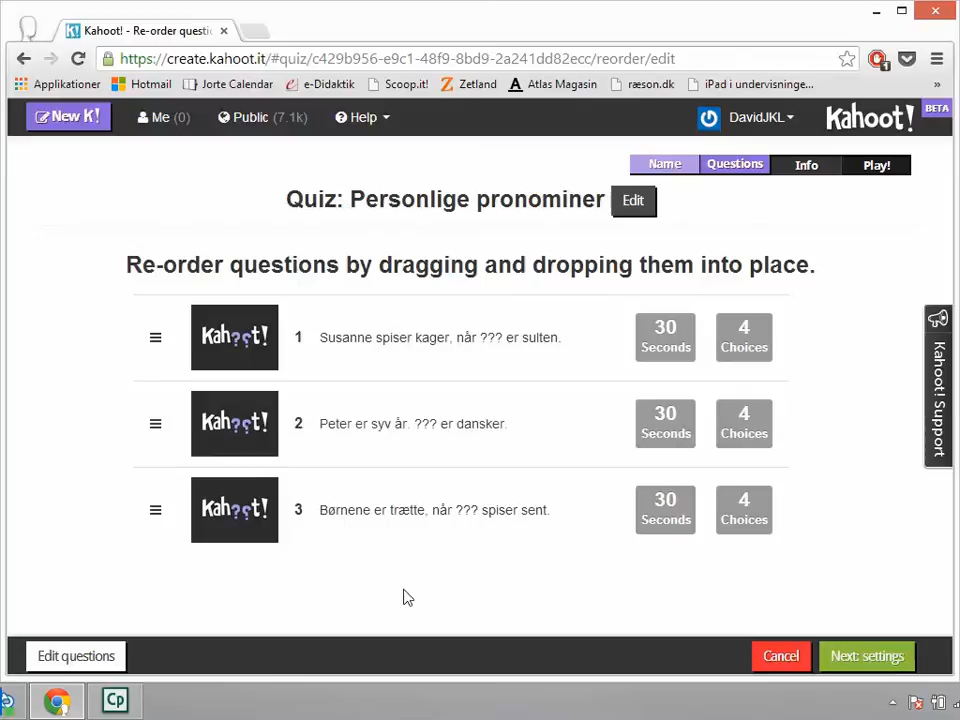 Kahoot! - Re-order questi
https://create.kahoot.it/#quiz/c429b956-e9c1-48f9-8bd9-2a241dd82ecc/reorder/edit
Applikationer Hotmail Jorte Calendar e-Didaktik Scoop.it! Zetland Atlas Magasin ræson.dk iPad i undervisninge... »
New K! Me (0) Public (7.1k) Help DavidJKL Kahoot! BETA
Name Questions Info Play!
Quiz: Personlige pronominer Edit
Re-order questions by dragging and dropping them into place.
Kah??t! 1 Susanne spiser kager, når ??? er sulten. 30 Seconds 4 Choices
Kah??t! 2 Peter er syv år. ??? er dansker. 30 Seconds 4 Choices
Kah??t! 3 Børnene er trætte, når ??? spiser sent. 30 Seconds 4 Choices
Kahoot! Support
Edit questions Cancel Next: settings
Cp